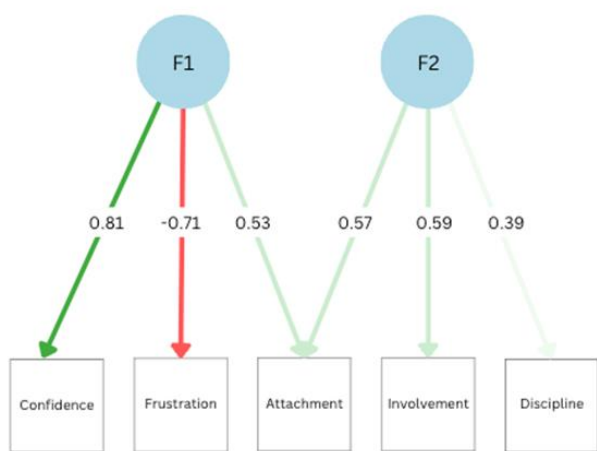 F1 F2
0.81 -0.71 0.53 0.57 0.59 0.39
Confidence Frustration Attachment Involvement Discipline